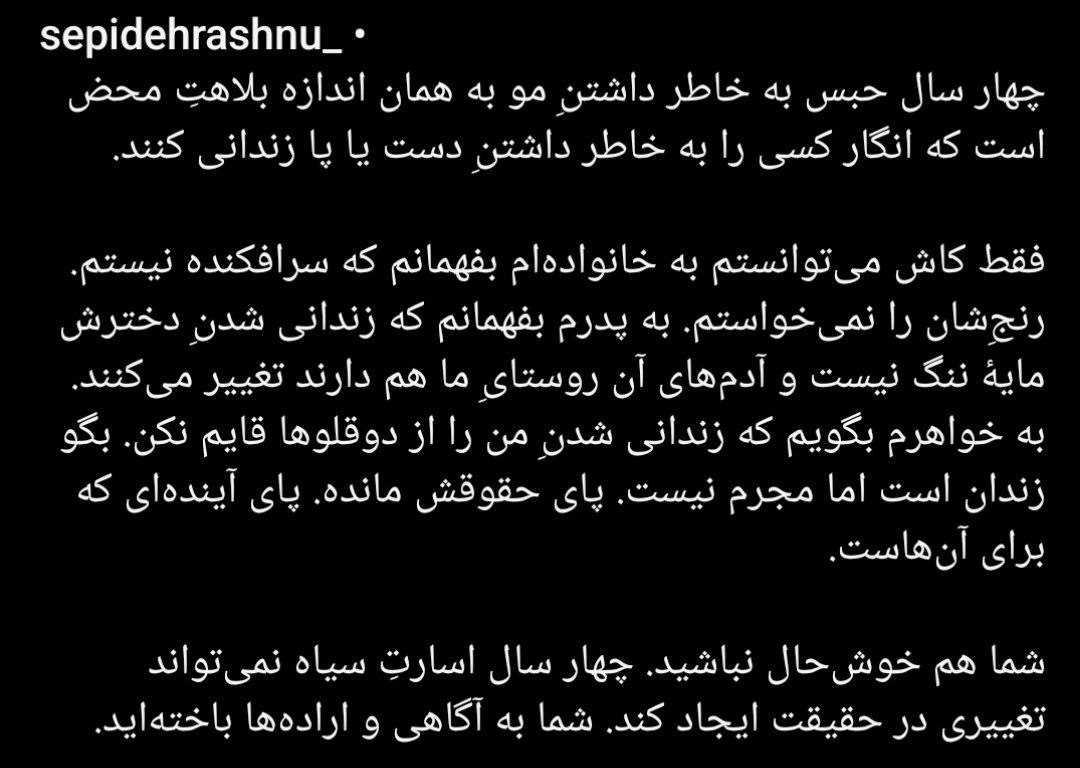 sepidehrashnu_ •
چهار سال حبس به خاطر داشتنِ مو به همان اندازه بلاهتِ محض
است که انگار کسی را به خاطر داشتنِ دست یا پا زندانی کنند.
فقط کاش می‌توانستم به خانواده‌ام بفهمانم که سرافکنده نیستم.
رنجِ‌شان را نمی‌خواستم. به پدرم بفهمانم که زندانی شدنِ دخترش
مایهٔ ننگ نیست و آدم‌های آن روستایِ ما هم دارند تغییر می‌کنند.
به خواهرم بگویم که زندانی شدنِ من را از دوقلوها قایم نکن. بگو
زندان است اما مجرم نیست. پای حقوقش مانده. پای آینده‌ای که
برای آن‌هاست.
شما هم خوش‌حال نباشید. چهار سال اسارتِ سیاه نمی‌تواند
تغییری در حقیقت ایجاد کند. شما به آگاهی و اراده‌ها باخته‌اید.